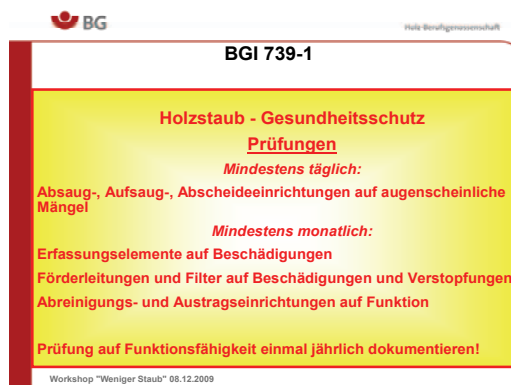 BG
Holz-Berufsgenossenschaft
BGI 739-1
Holzstaub - Gesundheitsschutz
Prüfungen
Mindestens täglich:
Absaug-, Aufsaug-, Abscheideeinrichtungen auf augenscheinliche
Mängel
Mindestens monatlich:
Erfassungselemente auf Beschädigungen
Förderleitungen und Filter auf Beschädigungen und Verstopfungen
Abreinigungs- und Austragseinrichtungen auf Funktion
Prüfung auf Funktionsfähigkeit einmal jährlich dokumentieren!
Workshop "Weniger Staub" 08.12.2009